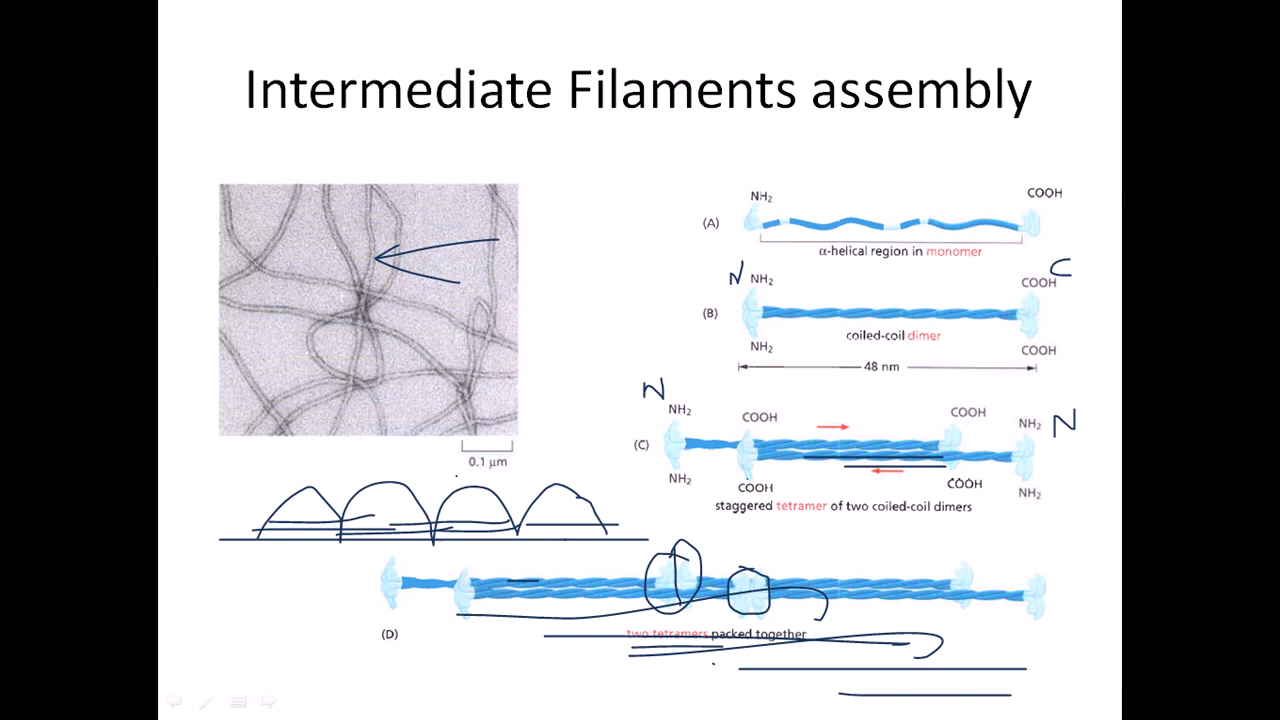 Intermediate Filaments assembly
0.1 µm
NH₂ COOH
(A)
α-helical region in monomer
N NH₂ COOH C
(B)
coiled-coil dimer
NH₂ COOH
48 nm
N NH₂ COOH COOH NH₂ N
(C)
NH₂ COOH COOH NH₂
staggered tetramer of two coiled-coil dimers
(D)
two tetramers packed together